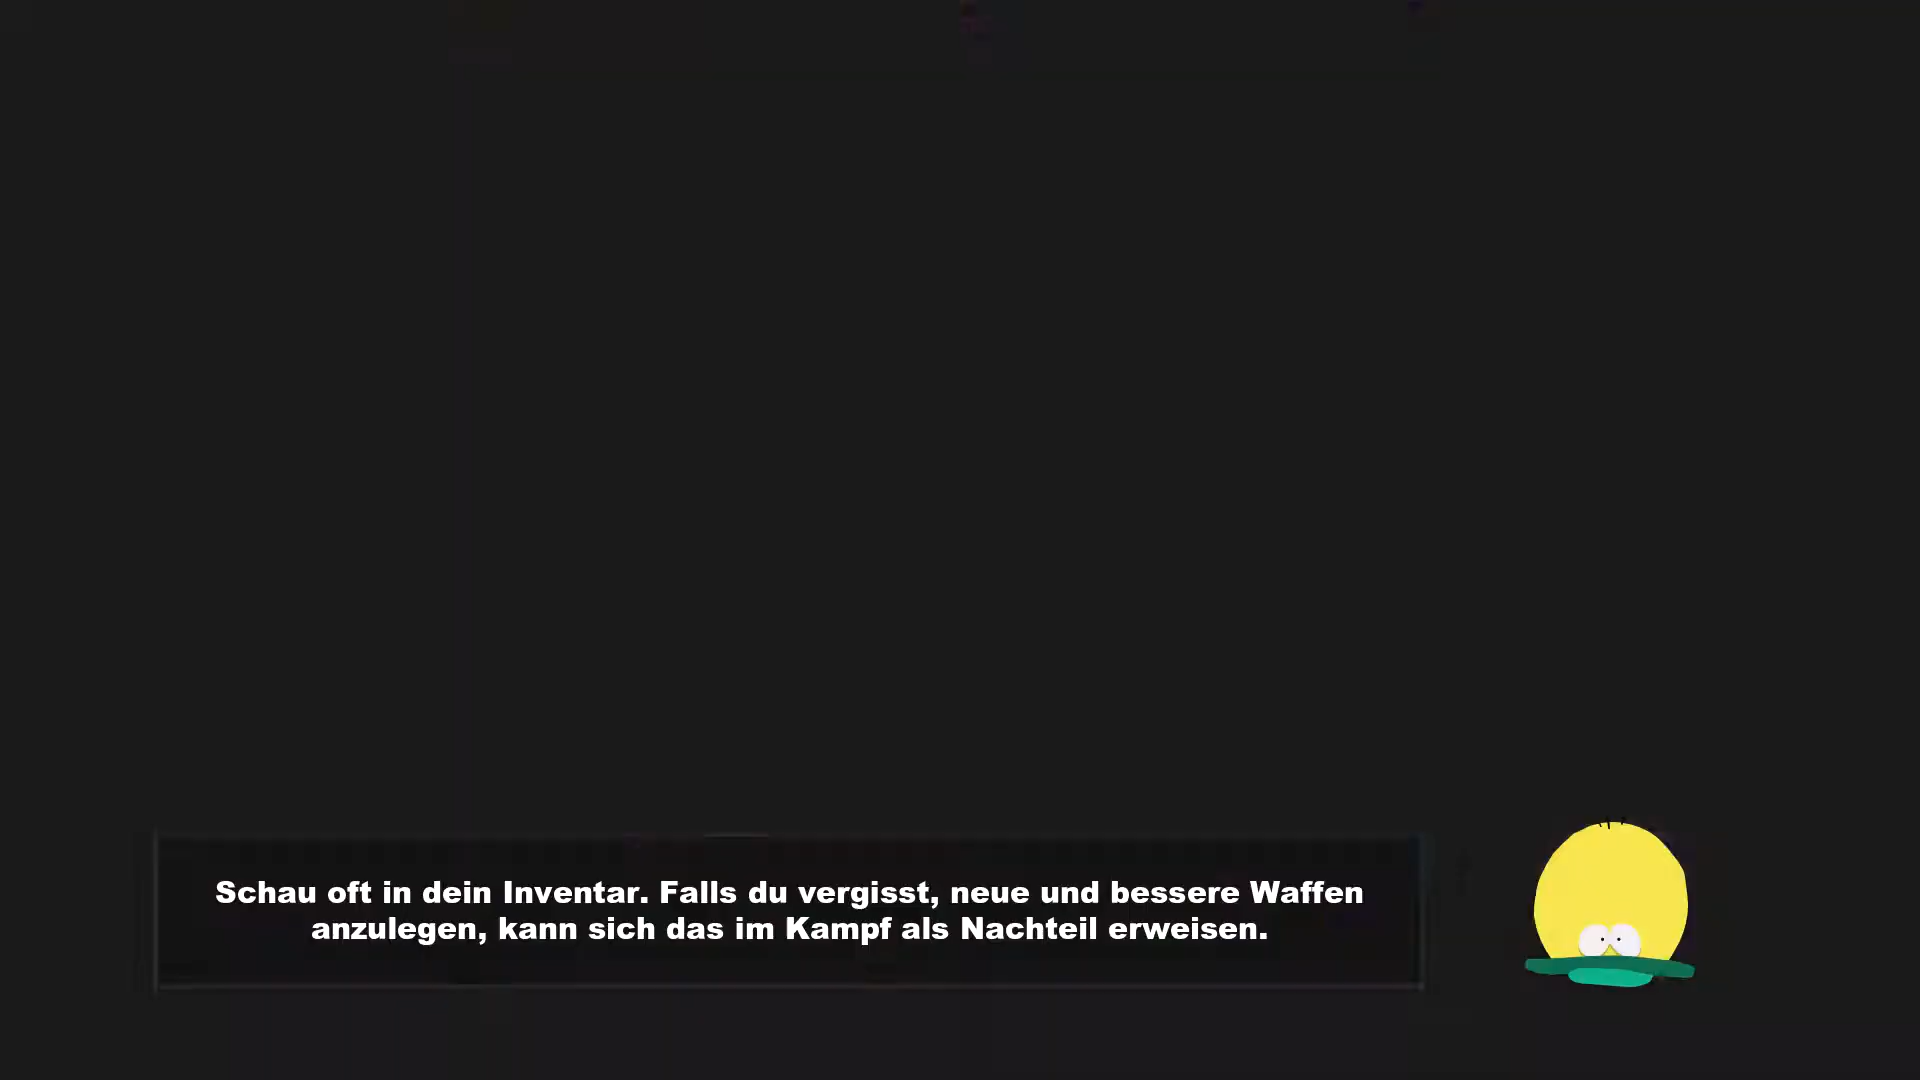 Schau oft in dein Inventar. Falls du vergisst, neue und bessere Waffen
anzulegen, kann sich das im Kampf als Nachteil erweisen.